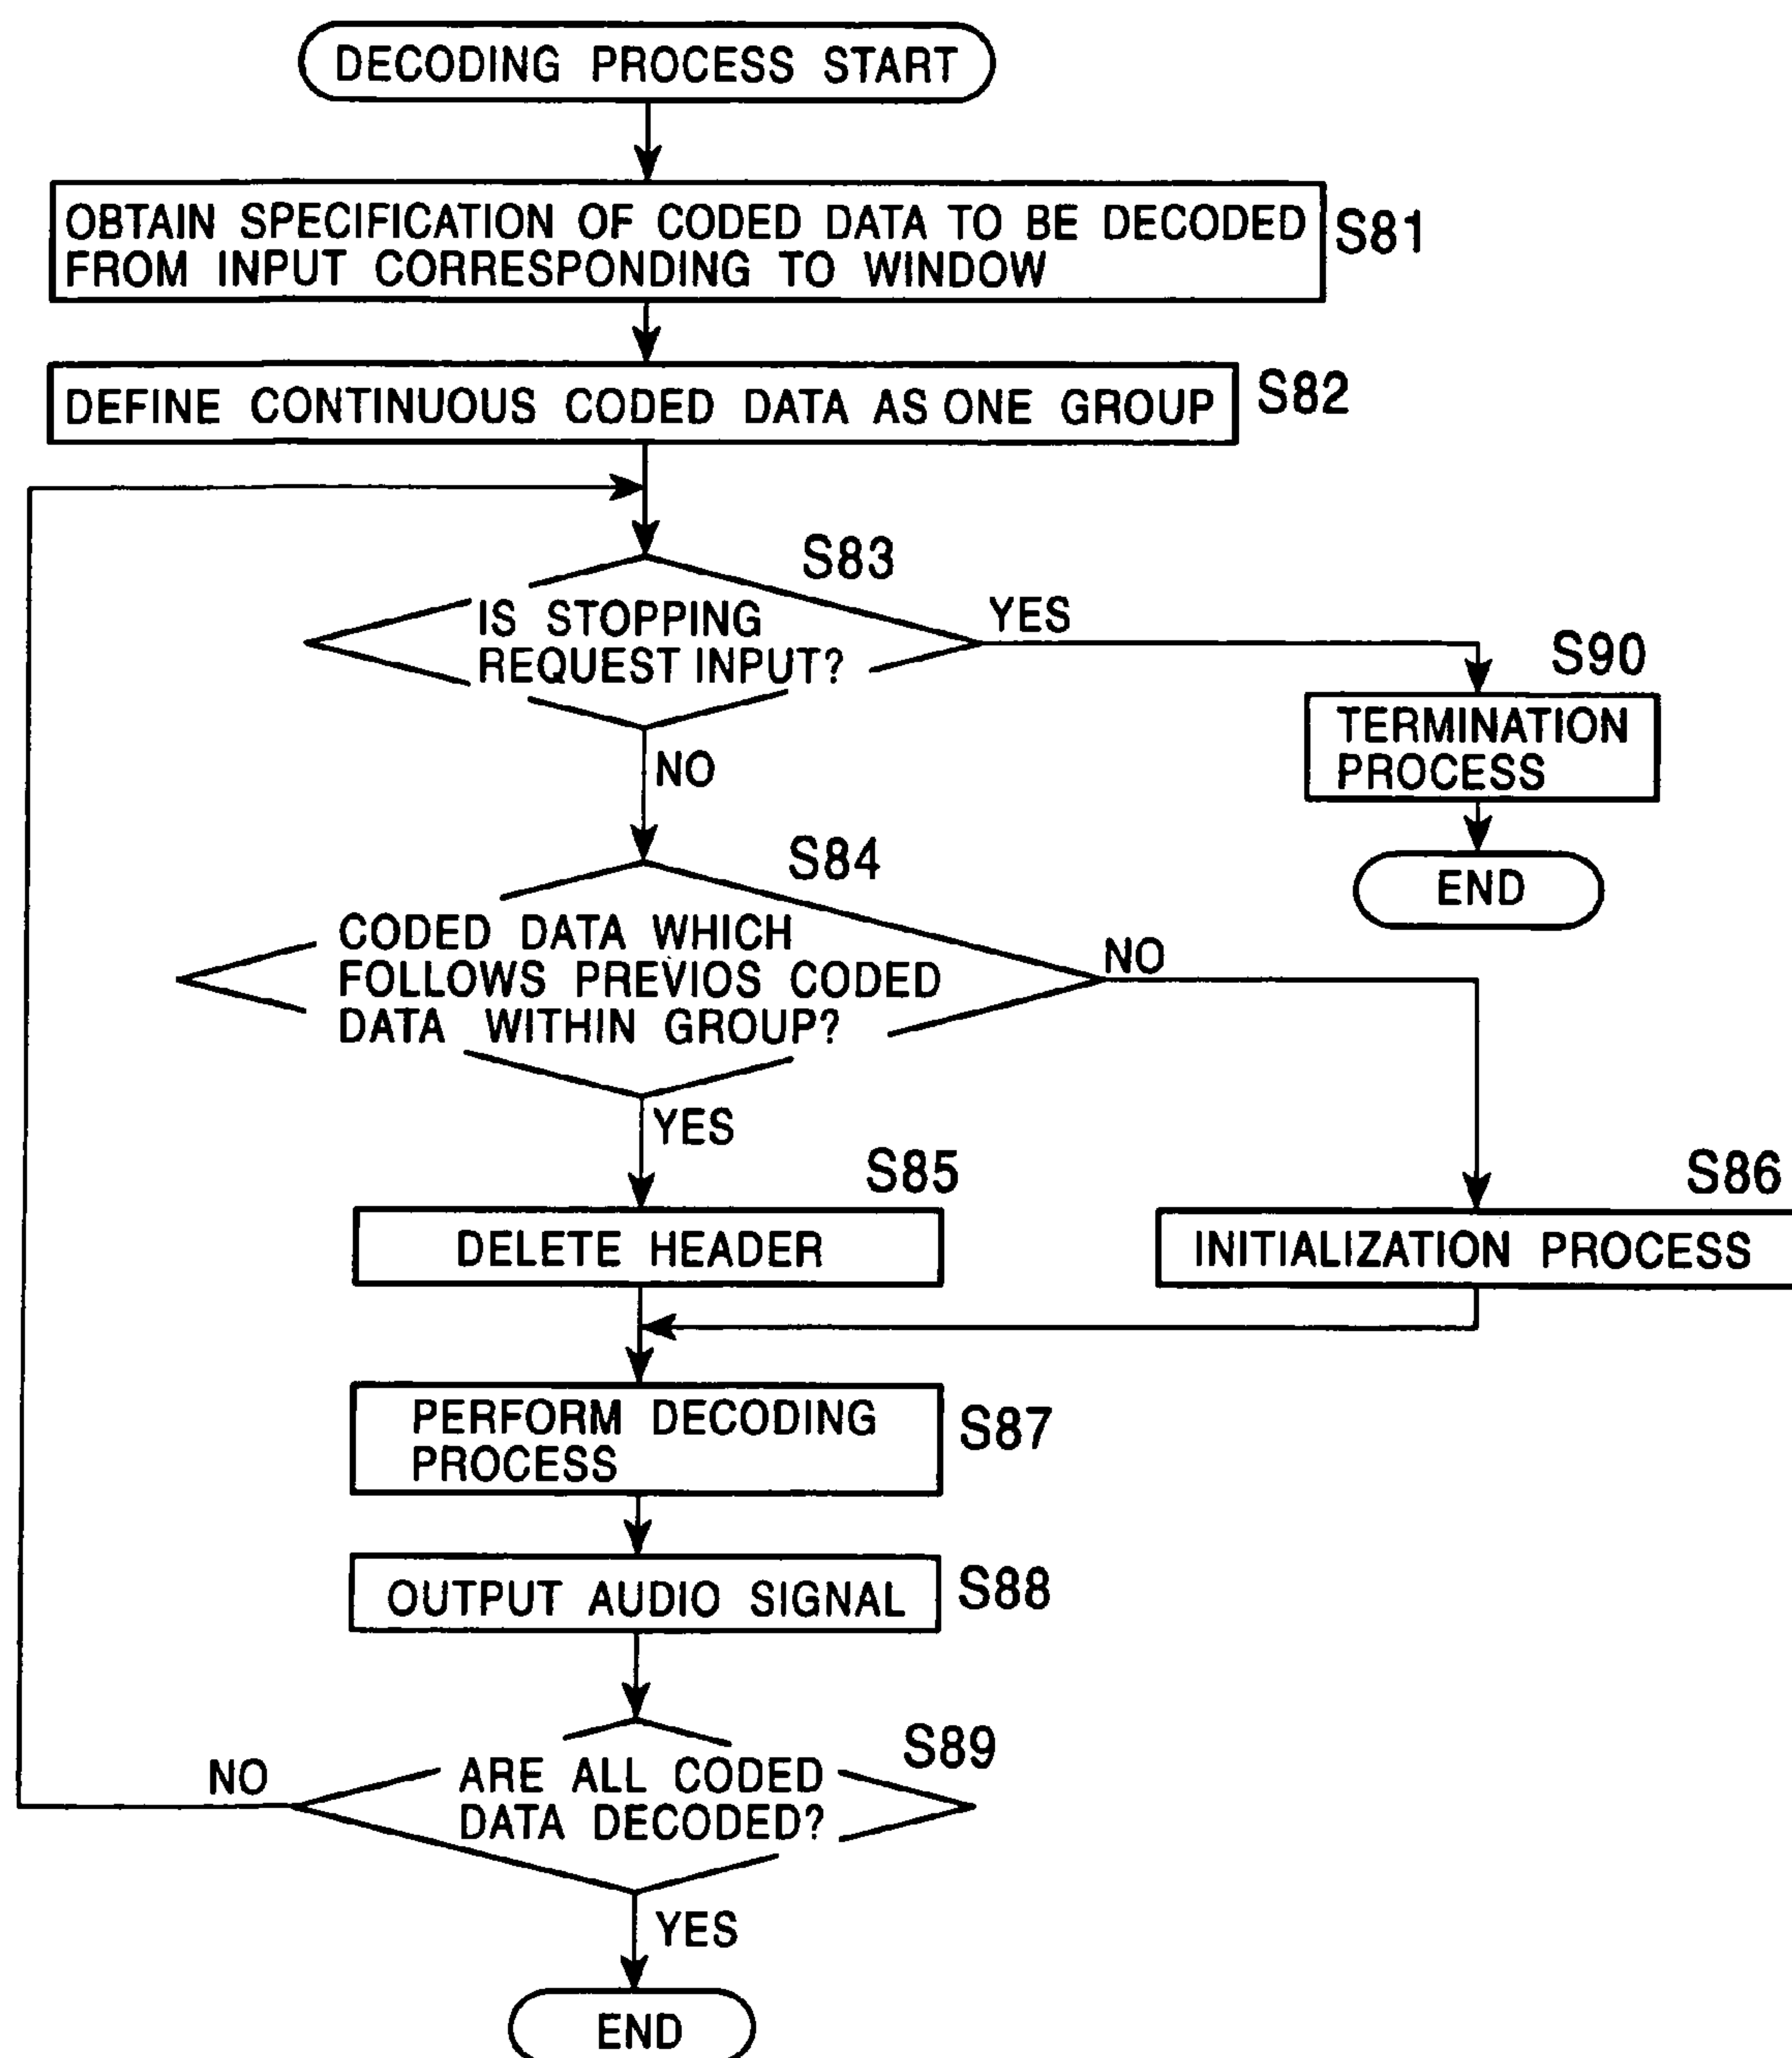 DECODING PROCESS START
OBTAIN SPECIFICATION OF CODED DATA TO BE DECODED
FROM INPUT CORRESPONDING TO WINDOW
S81
DEFINE CONTINUOUS CODED DATA AS ONE GROUP
S82
S83
IS STOPPING
REQUEST INPUT?
YES
S90
TERMINATION
PROCESS
NO
END
S84
CODED DATA WHICH
FOLLOWS PREVIOS CODED
DATA WITHIN GROUP?
NO
YES
S85
S86
DELETE HEADER
INITIALIZATION PROCESS
PERFORM DECODING
PROCESS
S87
OUTPUT AUDIO SIGNAL
S88
S89
NO
ARE ALL CODED
DATA DECODED?
YES
END